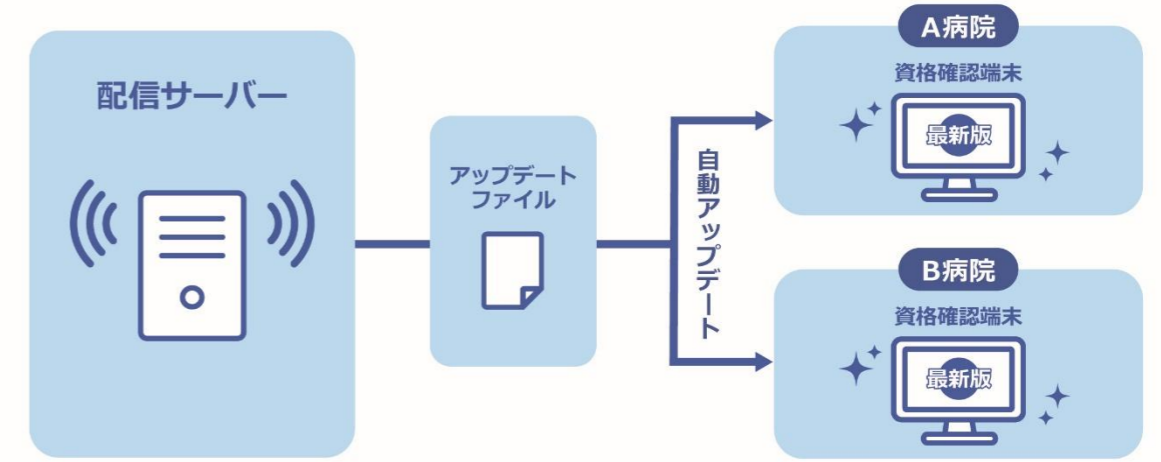 配信サーバー
アップデート
ファイル
自動アップデート
A病院
資格確認端末
最新版
B病院
資格確認端末
最新版